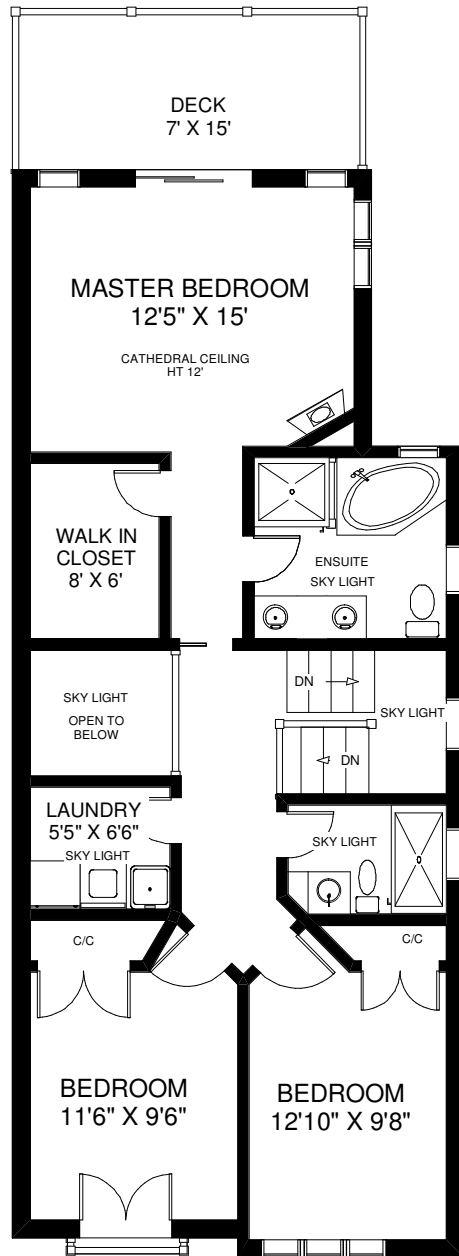 DECK
7' X 15'
MASTER BEDROOM
12'5" X 15'
CATHEDRAL CEILING
HT 12'
WALK IN
CLOSET
8' X 6'
ENSUITE
SKY LIGHT
SKY LIGHT
OPEN TO
BELOW
DN
SKY LIGHT
DN
LAUNDRY
5'5" X 6'6"
SKY LIGHT
SKY LIGHT
C/C
C/C
BEDROOM
11'6" X 9'6"
BEDROOM
12'10" X 9'8"